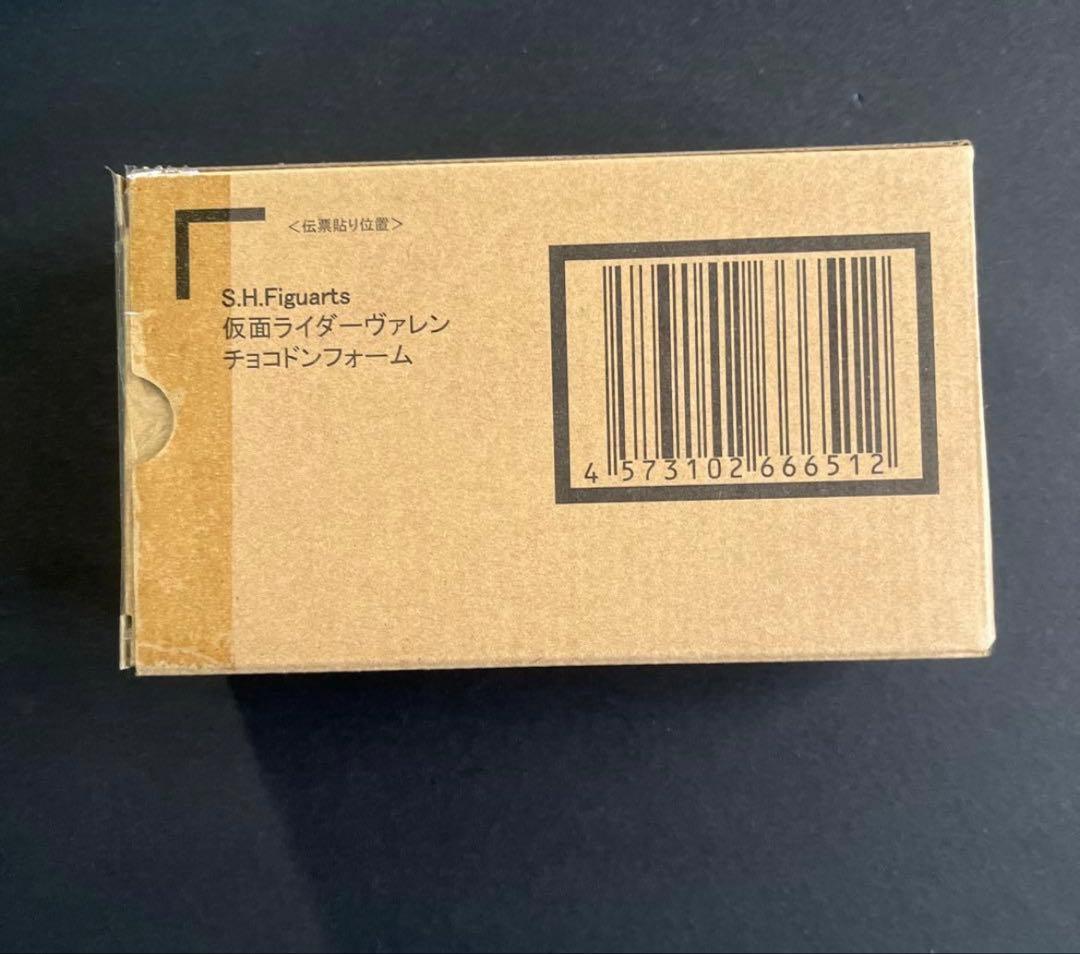 ＜伝票貼り位置＞
S.H.Figuarts
仮面ライダーヴァレン
チョコドンフォーム
4 573102 666512